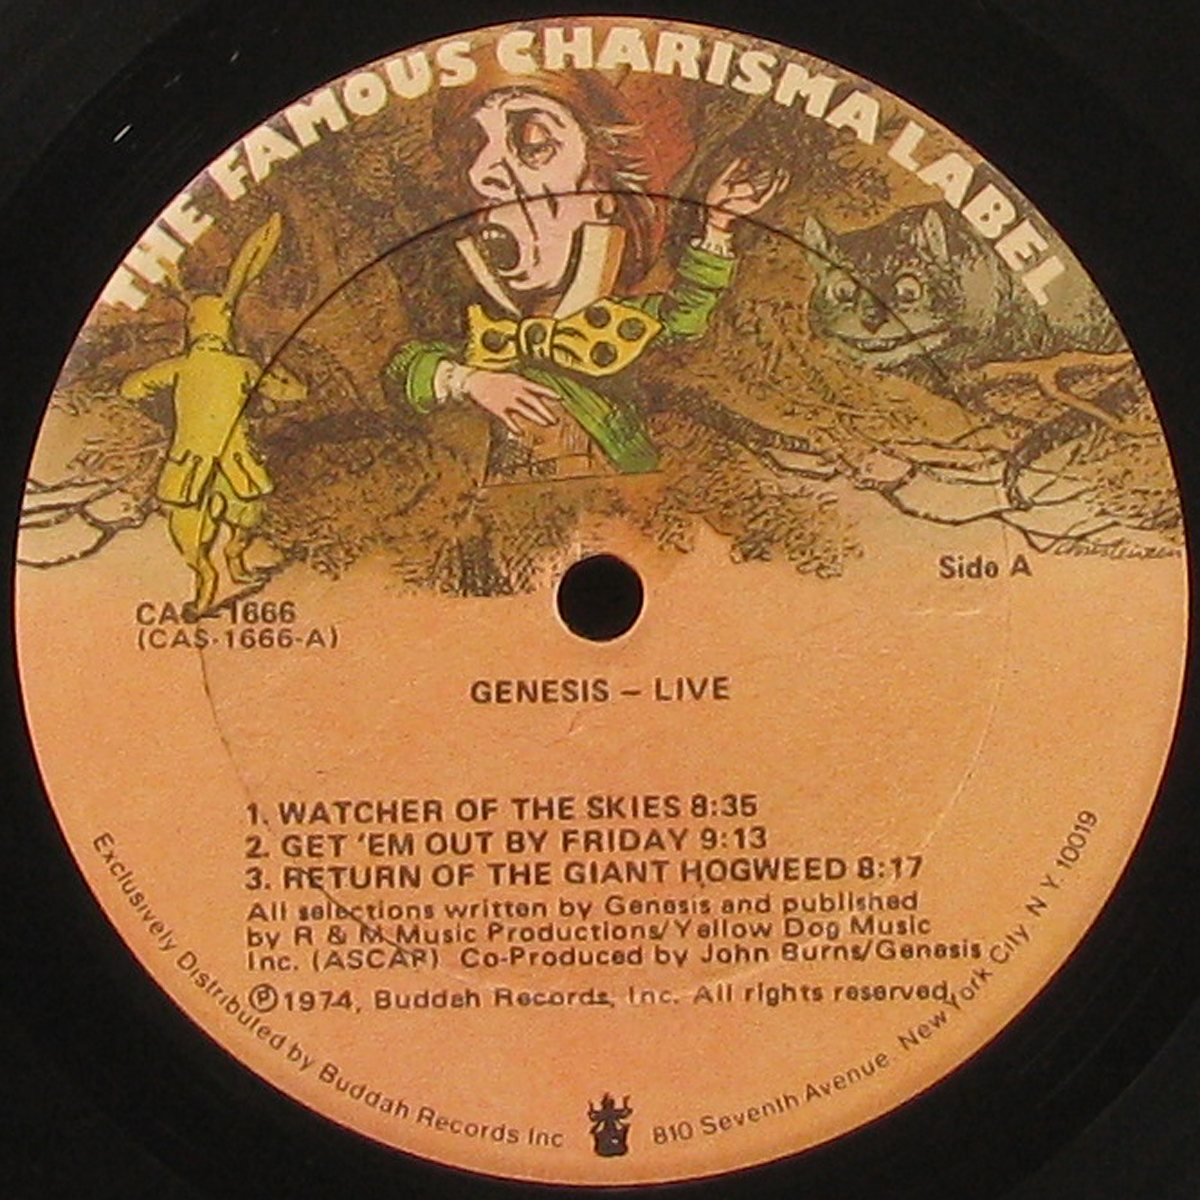 THE FAMOUS CHARISMA LABEL
Side A
CAS-1666
(CAS-1666-A)
GENESIS – LIVE
1. WATCHER OF THE SKIES 8:35
2. GET 'EM OUT BY FRIDAY 9:13
3. RETURN OF THE GIANT HOGWEED 8:17
All selections written by Genesis and published
by R & M Music Productions/Yellow Dog Music
Inc. (ASCAP) Co-Produced by John Burns/Genesis
℗1974, Buddah Records, Inc. All rights reserved.
Exclusively Distributed by Buddah Records Inc 810 Seventh Avenue New York City N Y 10019